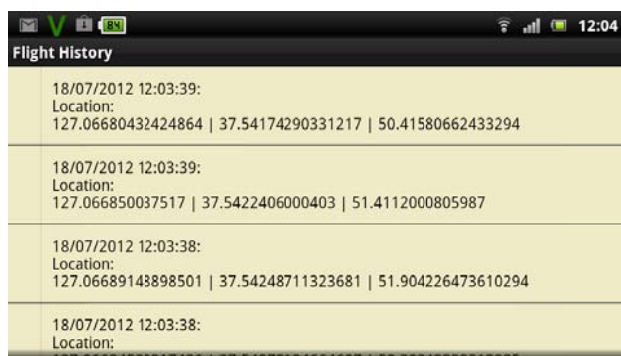 84
12:04
Flight History
18/07/2012 12:03:39:
Location:
127.06680432424864 | 37.54174290331217 | 50.41580662433294
18/07/2012 12:03:39:
Location:
127.066850037517 | 37.5422406000403 | 51.4112000805987
18/07/2012 12:03:38:
Location:
127.06689148898501 | 37.54248711323681 | 51.904226473610294
18/07/2012 12:03:38:
Location: